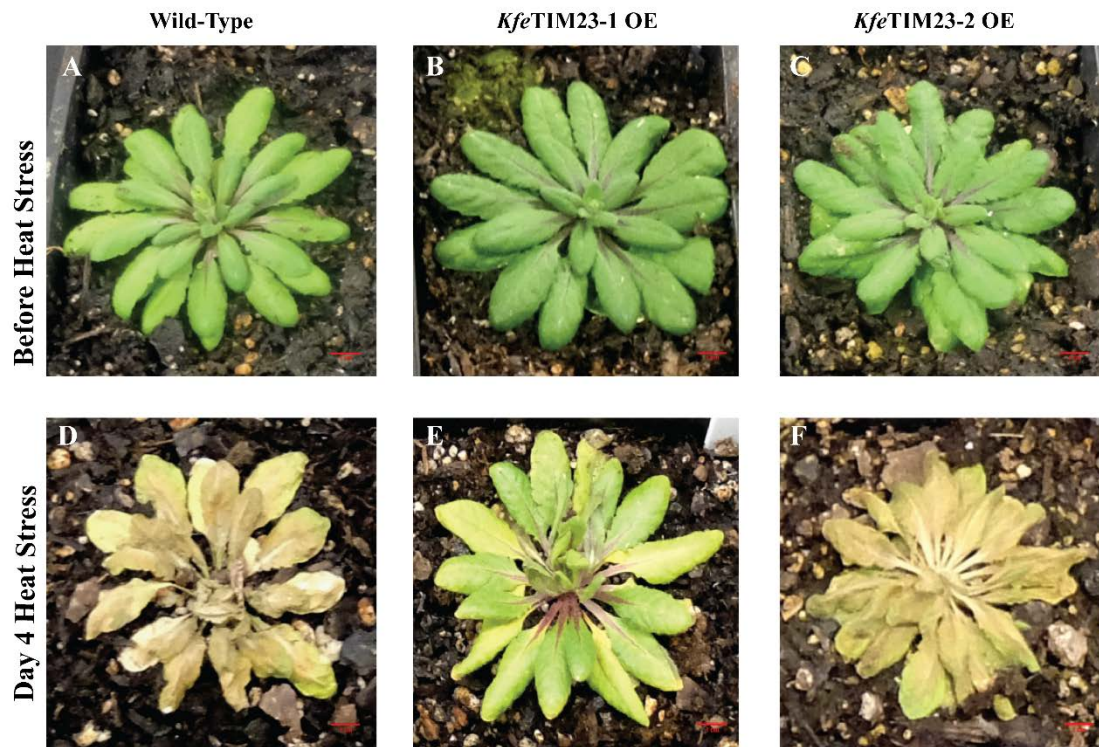 Wild-Type
KfeTIM23-1 OE
KfeTIM23-2 OE
Before Heat Stress
A
B
C
Day 4 Heat Stress
D
E
F